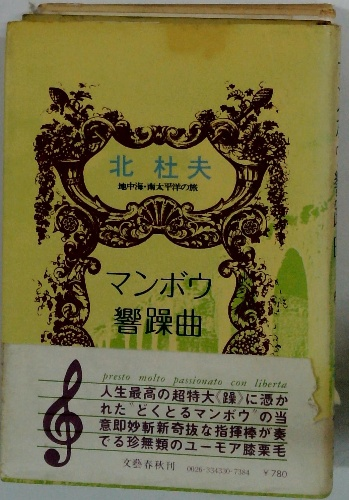 北 杜夫
地中海・南太平洋の旅
マンボウ
響躁曲
presto molto passionato con liberta
人生最高の超特大《躁》に憑か
れた"どくとるマンボウ"の当
意即妙斬新奇抜な指揮棒が奏
でる珍無類のユーモア膝栗毛
文藝春秋刊
0026-334330-7384
￥780